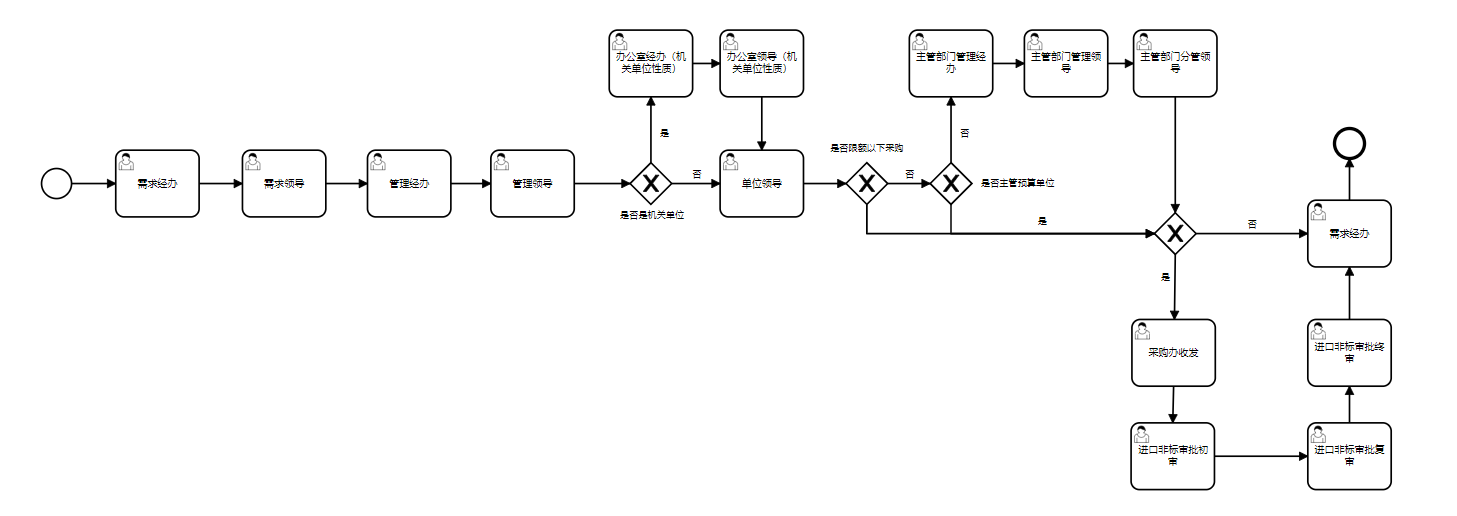 办公室经办（机
关单位性质）
办公室领导（机
关单位性质）
主管部门管理经
办
主管部门管理领
导
主管部门分管领
导
是
否
是否限额以下采购
需求经办
需求领导
管理经办
管理领导
否
单位领导
否
是否主管预算单位
是否是机关单位
是
否
需求经办
是
采购办收发
进口非标审批终
审
进口非标审批初
审
进口非标审批复
审